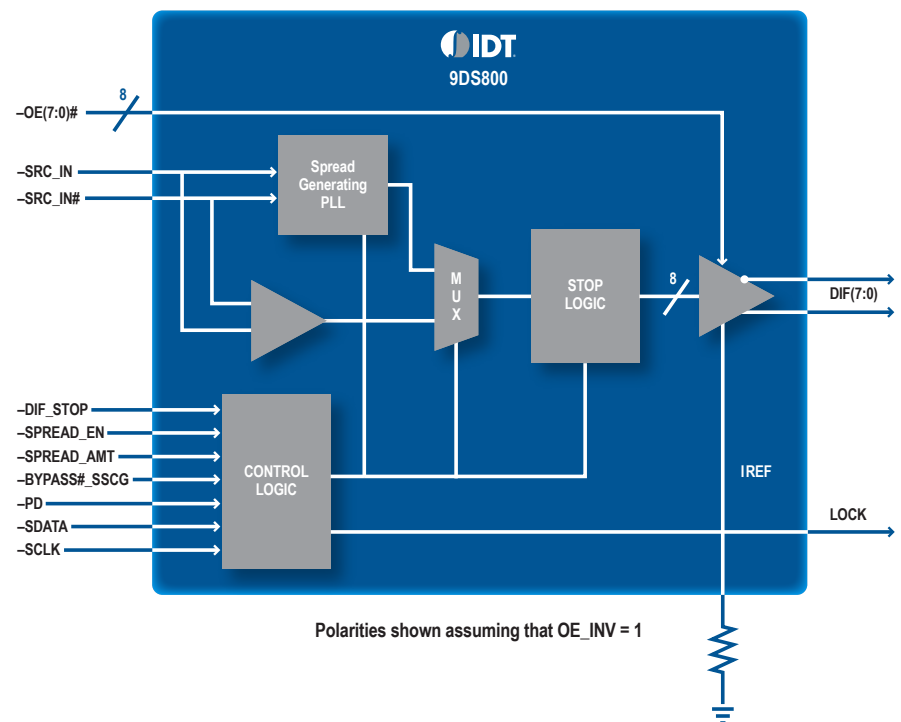 IDT
9DS800
8
–OE(7:0)#
–SRC_IN
–SRC_IN#
Spread
Generating
PLL
M
U
X
STOP
LOGIC
8
DIF(7:0)
–DIF_STOP
–SPREAD_EN
–SPREAD_AMT
–BYPASS#_SSCG
–PD
–SDATA
–SCLK
CONTROL
LOGIC
IREF
LOCK
Polarities shown assuming that OE_INV = 1